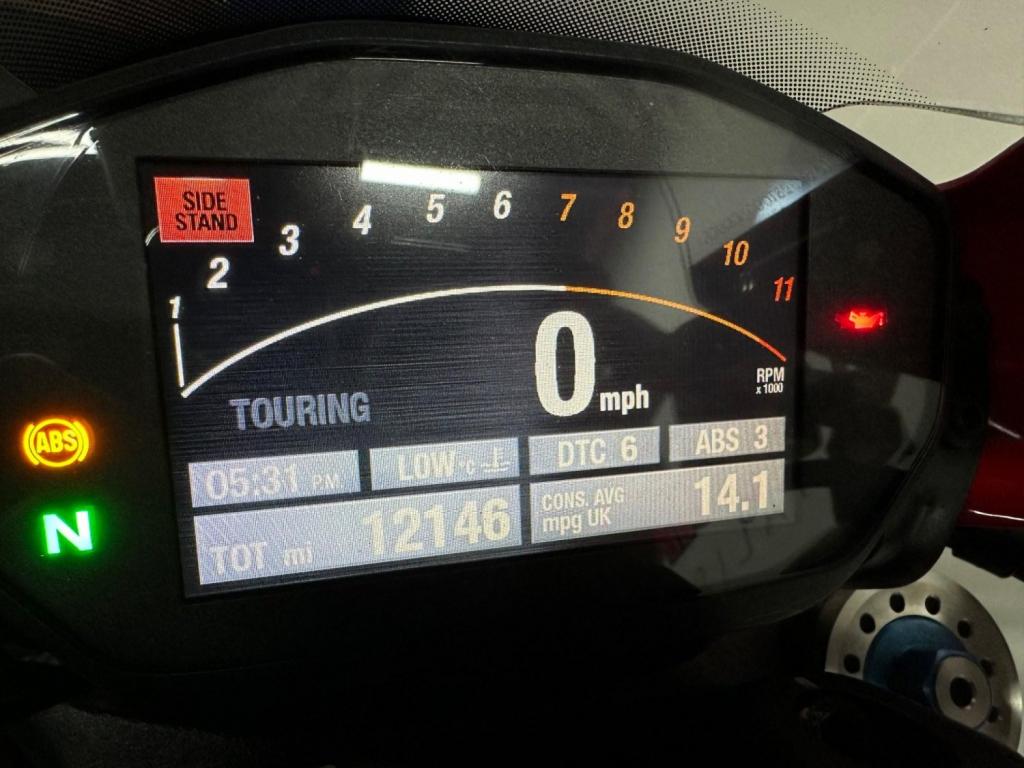 SIDE
STAND
1 2 3 4 5 6 7 8 9 10 11
RPM
x 1000
0 mph
TOURING
ABS
N
05:31 PM
LOW °C
DTC 6
ABS 3
TOT mi 12146
CONS. AVG
mpg UK
14.1